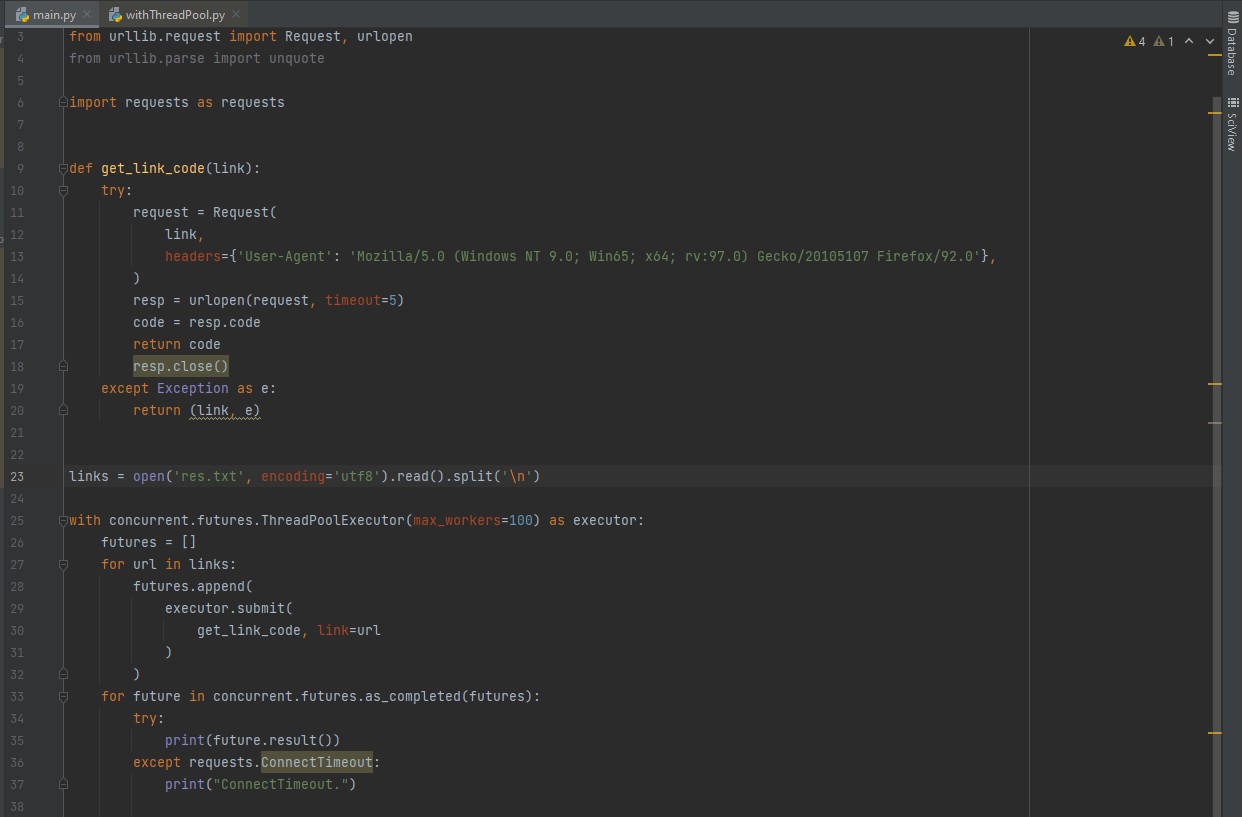 main.py
withThreadPool.py
4 1
Database
SciView
3 from urllib.request import Request, urlopen
4 from urllib.parse import unquote
5
6 import requests as requests
7
8
9 def get_link_code(link):
10 try:
11 request = Request(
12 link,
13 headers={'User-Agent': 'Mozilla/5.0 (Windows NT 9.0; Win65; x64; rv:97.0) Gecko/20105107 Firefox/92.0'},
14 )
15 resp = urlopen(request, timeout=5)
16 code = resp.code
17 return code
18 resp.close()
19 except Exception as e:
20 return (link, e)
21
22
23 links = open('res.txt', encoding='utf8').read().split('\n')
24
25 with concurrent.futures.ThreadPoolExecutor(max_workers=100) as executor:
26 futures = []
27 for url in links:
28 futures.append(
29 executor.submit(
30 get_link_code, link=url
31 )
32 )
33 for future in concurrent.futures.as_completed(futures):
34 try:
35 print(future.result())
36 except requests.ConnectTimeout:
37 print("ConnectTimeout.")
38